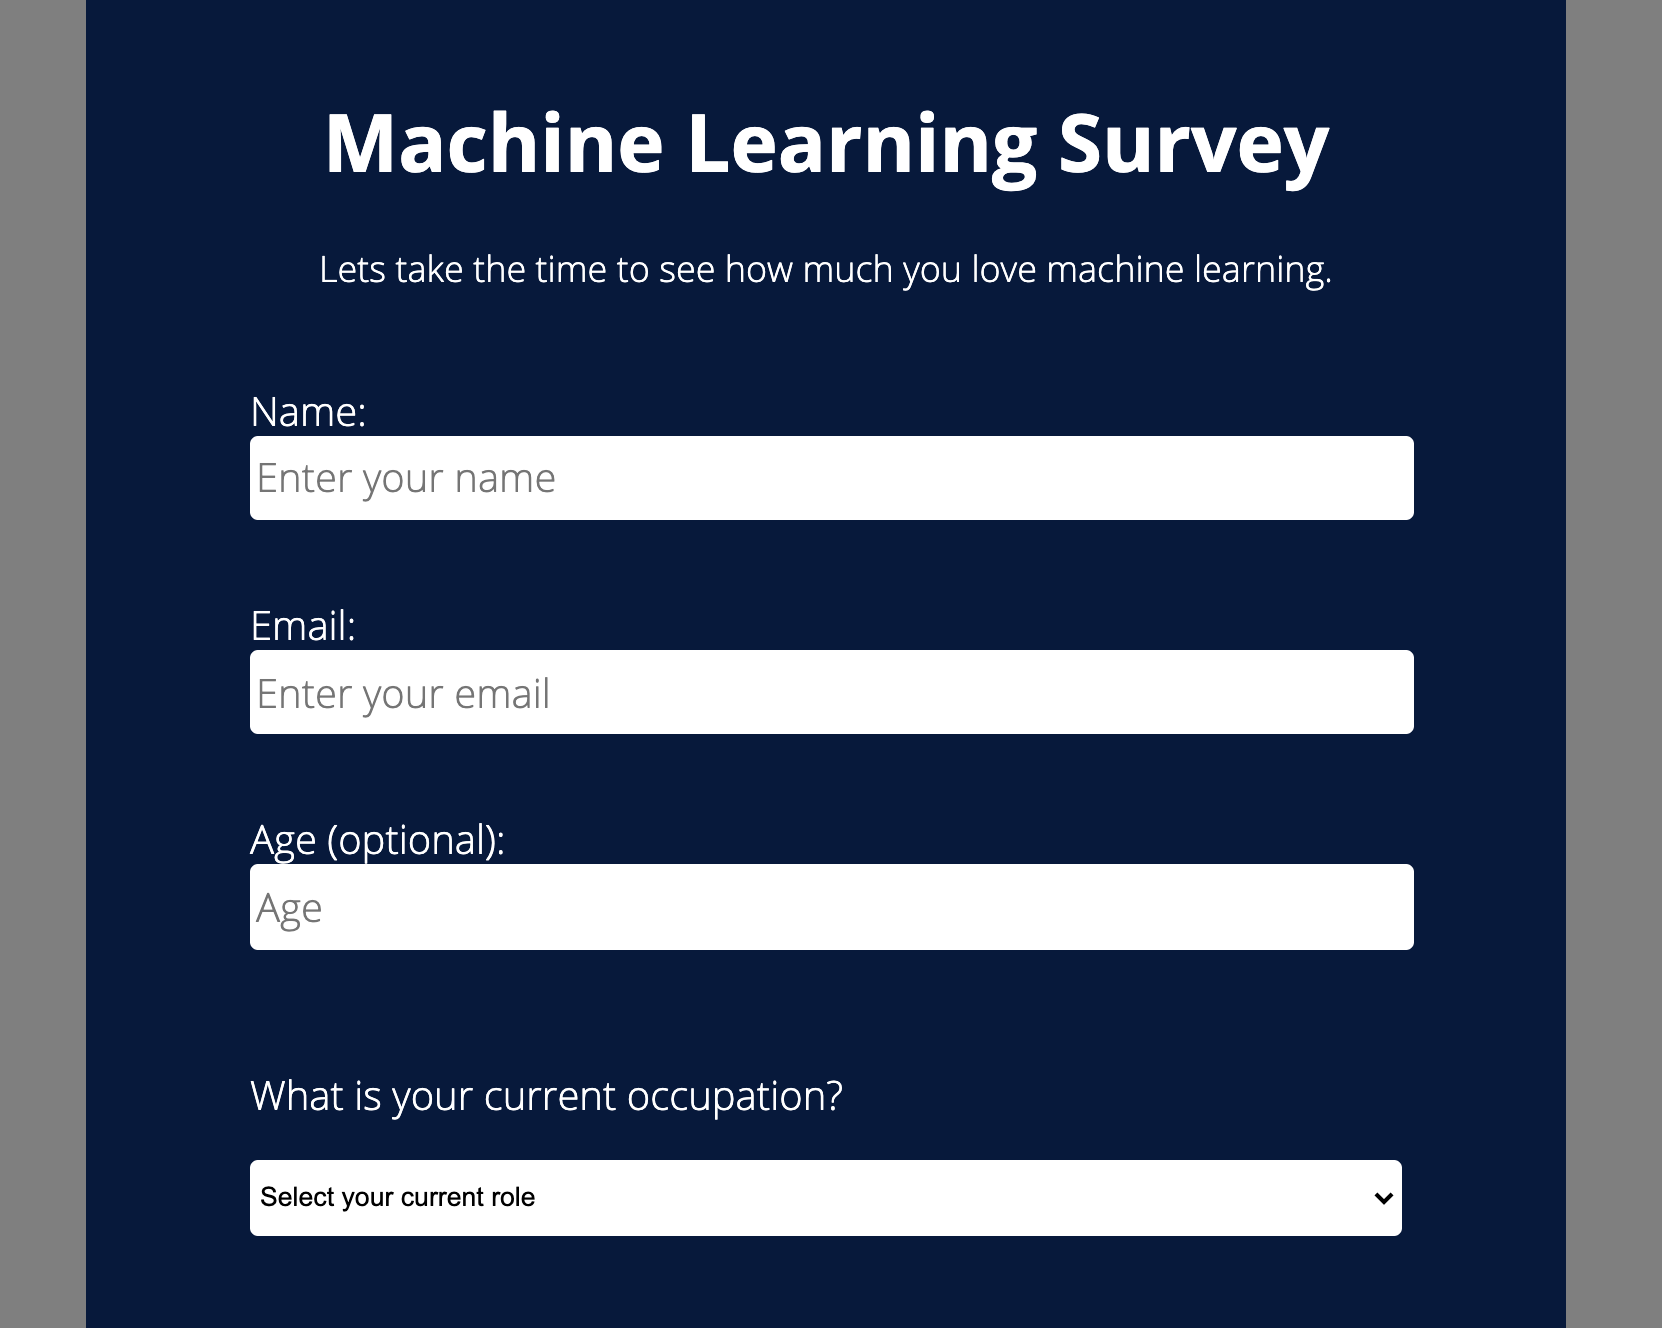 Machine Learning Survey
Lets take the time to see how much you love machine learning.
Name:
Enter your name
Email:
Enter your email
Age (optional):
Age
What is your current occupation?
Select your current role